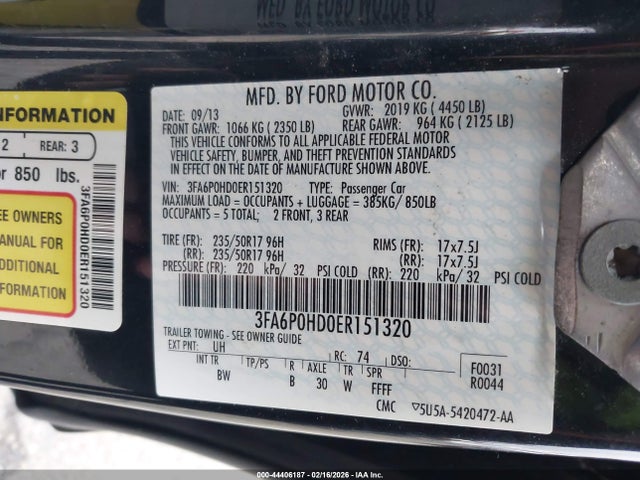 MFD. BY FORD MOTOR CO.
DATE: 09/13
GVWR: 2019 KG ( 4450 LB)
FRONT GAWR: 1066 KG ( 2350 LB)
REAR GAWR: 964 KG ( 2125 LB)
THIS VEHICLE CONFORMS TO ALL APPLICABLE FEDERAL MOTOR
VEHICLE SAFETY, BUMPER, AND THEFT PREVENTION STANDARDS
IN EFFECT ON THE DATE OF MANUFACTURE SHOWN ABOVE.
VIN: 3FA6P0HD0ER151320 TYPE: Passenger Car
MAXIMUM LOAD = OCCUPANTS + LUGGAGE = 385KG/ 850LB
OCCUPANTS = 5 TOTAL; 2 FRONT, 3 REAR
TIRE (FR): 235/50R17 96H RIMS (FR): 17x7.5J
(RR): 235/50R17 96H (RR): 17x7.5J
PRESSURE (FR): 220 kPa/ 32 PSI COLD (RR): 220 kPa/ 32 PSI COLD
3FA6P0HD0ER151320
TRAILER TOWING - SEE OWNER GUIDE
EXT PNT: UH RC: 74 DSO:
F0031
R0044
INT TR TP/PS R AXLE TR SPR
BW B 30 W FFFF
CMC ▽5U5A-5420472-AA
INFORMATION
2 REAR: 3
or 850 lbs.
SEE OWNERS
MANUAL FOR
ADDITIONAL
INFORMATION
3FA6P0HD0ER151320
000-44406187 - 02/16/2026 - IAAI, Inc.